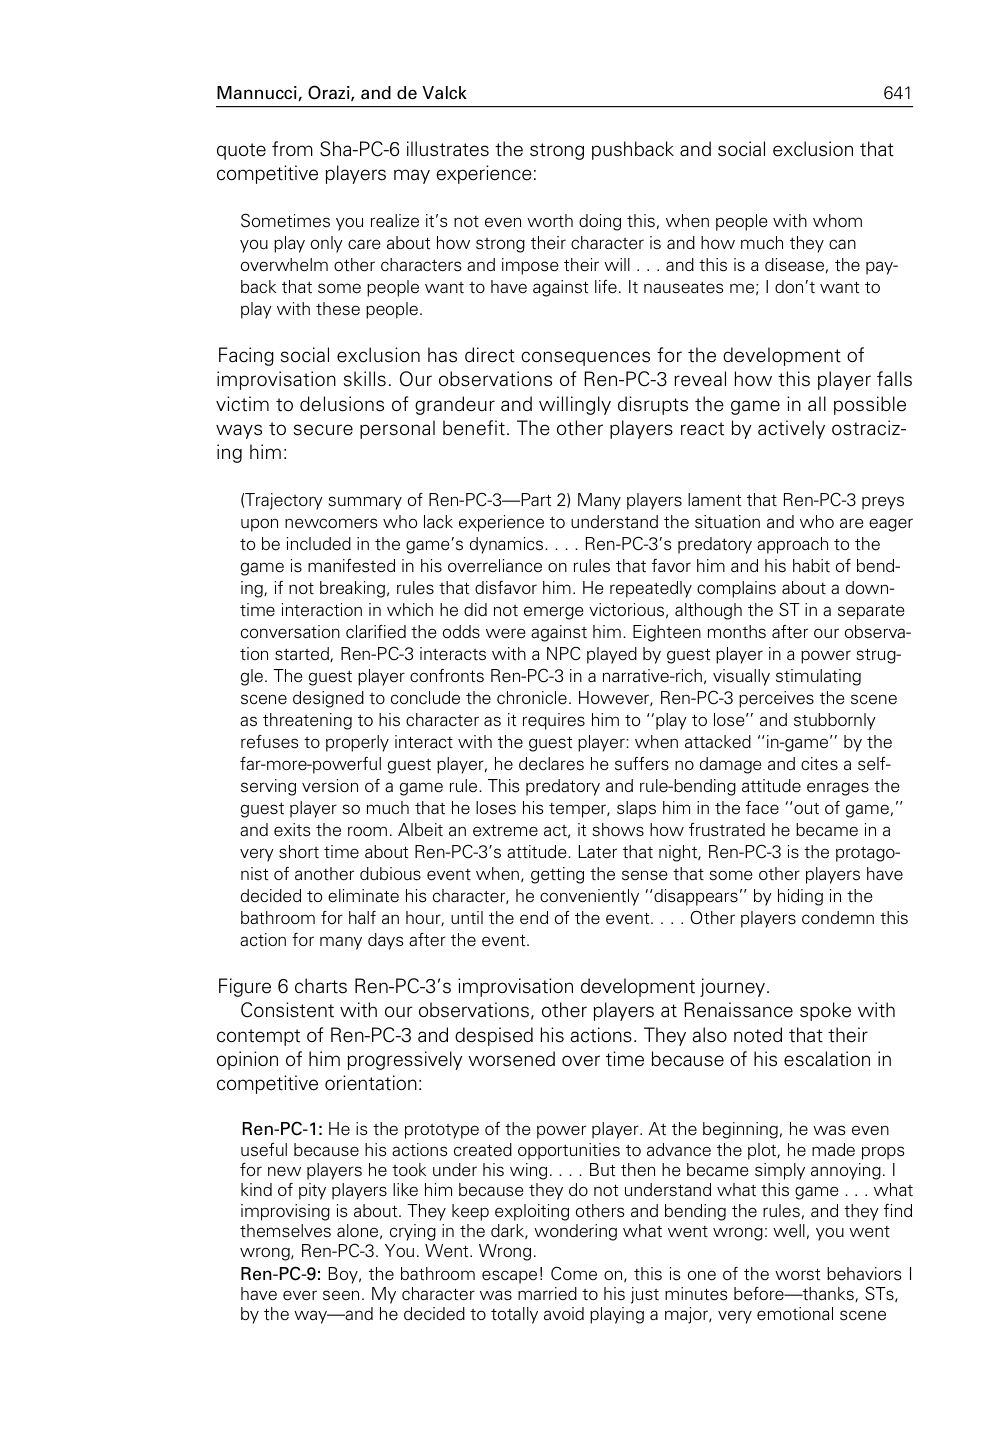 Mannucci, Orazi, and de Valck 641
quote from Sha-PC-6 illustrates the strong pushback and social exclusion that
competitive players may experience:
Sometimes you realize it's not even worth doing this, when people with whom
you play only care about how strong their character is and how much they can
overwhelm other characters and impose their will . . . and this is a disease, the pay-
back that some people want to have against life. It nauseates me; I don't want to
play with these people.
Facing social exclusion has direct consequences for the development of
improvisation skills. Our observations of Ren-PC-3 reveal how this player falls
victim to delusions of grandeur and willingly disrupts the game in all possible
ways to secure personal benefit. The other players react by actively ostraciz-
ing him:
(Trajectory summary of Ren-PC-3—Part 2) Many players lament that Ren-PC-3 preys
upon newcomers who lack experience to understand the situation and who are eager
to be included in the game's dynamics. . . . Ren-PC-3's predatory approach to the
game is manifested in his overreliance on rules that favor him and his habit of bend-
ing, if not breaking, rules that disfavor him. He repeatedly complains about a down-
time interaction in which he did not emerge victorious, although the ST in a separate
conversation clarified the odds were against him. Eighteen months after our observa-
tion started, Ren-PC-3 interacts with a NPC played by guest player in a power strug-
gle. The guest player confronts Ren-PC-3 in a narrative-rich, visually stimulating
scene designed to conclude the chronicle. However, Ren-PC-3 perceives the scene
as threatening to his character as it requires him to ''play to lose'' and stubbornly
refuses to properly interact with the guest player: when attacked ''in-game'' by the
far-more-powerful guest player, he declares he suffers no damage and cites a self-
serving version of a game rule. This predatory and rule-bending attitude enrages the
guest player so much that he loses his temper, slaps him in the face ''out of game,''
and exits the room. Albeit an extreme act, it shows how frustrated he became in a
very short time about Ren-PC-3's attitude. Later that night, Ren-PC-3 is the protago-
nist of another dubious event when, getting the sense that some other players have
decided to eliminate his character, he conveniently ''disappears'' by hiding in the
bathroom for half an hour, until the end of the event. . . . Other players condemn this
action for many days after the event.
Figure 6 charts Ren-PC-3's improvisation development journey.
Consistent with our observations, other players at Renaissance spoke with
contempt of Ren-PC-3 and despised his actions. They also noted that their
opinion of him progressively worsened over time because of his escalation in
competitive orientation:
Ren-PC-1: He is the prototype of the power player. At the beginning, he was even
useful because his actions created opportunities to advance the plot, he made props
for new players he took under his wing. . . . But then he became simply annoying. I
kind of pity players like him because they do not understand what this game . . . what
improvising is about. They keep exploiting others and bending the rules, and they find
themselves alone, crying in the dark, wondering what went wrong: well, you went
wrong, Ren-PC-3. You. Went. Wrong.
Ren-PC-9: Boy, the bathroom escape! Come on, this is one of the worst behaviors I
have ever seen. My character was married to his just minutes before—thanks, STs,
by the way—and he decided to totally avoid playing a major, very emotional scene